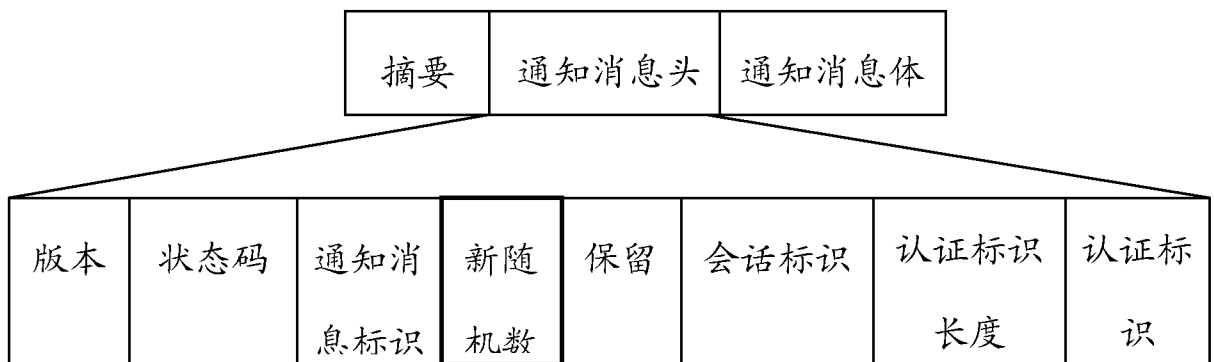 摘要 通知消息头 通知消息体
版本 状态码 通知消 新随 保留 会话标识 认证标识 认证标
息标识 机数 长度 识